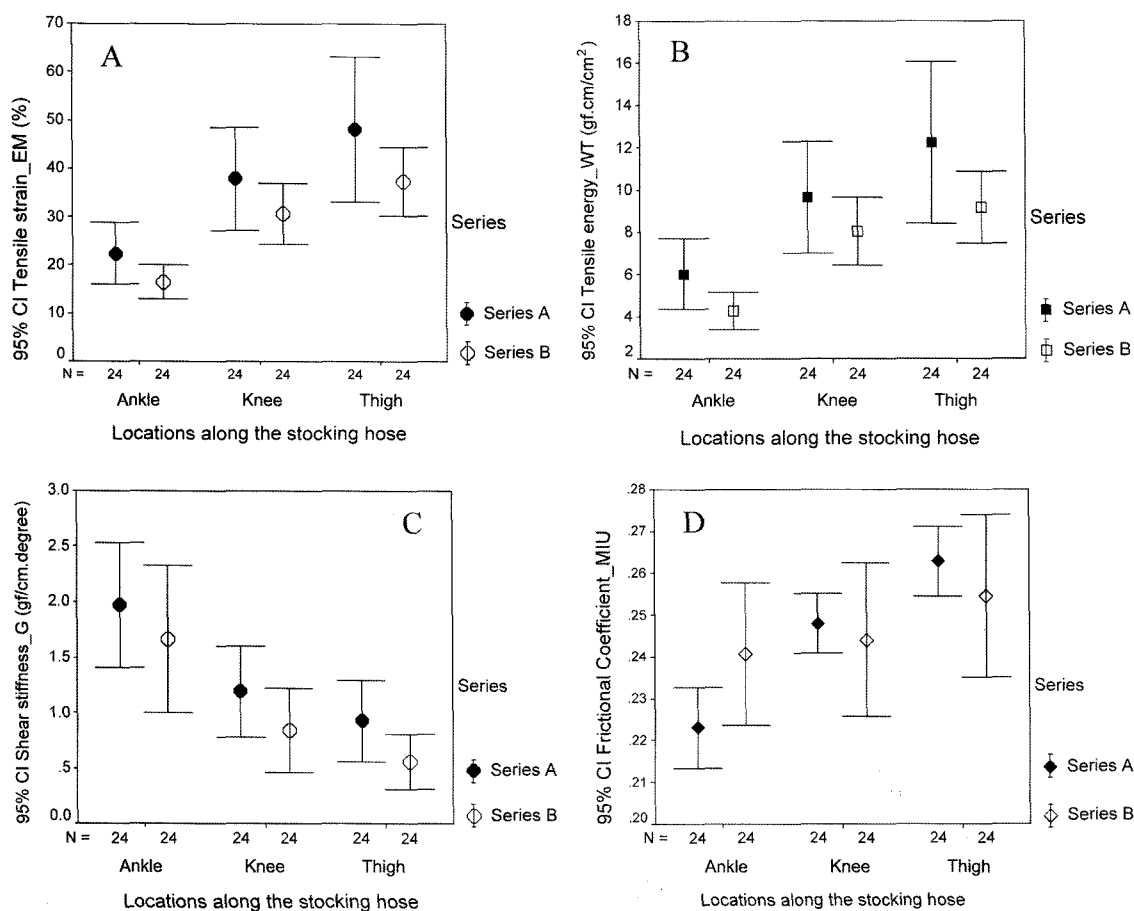 A
95% CI Tensile strain_EM (%)
70
60
50
40
30
20
10
0
N = 24 24 24 24 24 24
Ankle Knee Thigh
Locations along the stocking hose
Series
Series A
Series B
B
95% CI Tensile energy_WT (gf.cm/cm²)
18
16
14
12
10
8
6
4
2
N = 24 24 24 24 24 24
Ankle Knee Thigh
Locations along the stocking hose
Series
Series A
Series B
C
95% CI Shear stiffness_G (gf/cm.degree)
3.0
2.5
2.0
1.5
1.0
.5
0.0
N = 24 24 24 24 24 24
Ankle Knee Thigh
Locations along the stocking hose
Series
Series A
Series B
D
95% CI Frictional Coefficient_MIU
.28
.27
.26
.25
.24
.23
.22
.21
.20
N = 24 24 24 24 24 24
Ankle Knee Thigh
Locations along the stocking hose
Series
Series A
Series B